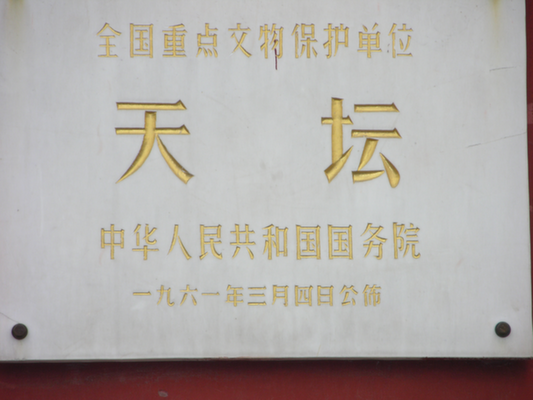 全国重点文物保护单位
天坛
中华人民共和国国务院
一九六一年三月四日公佈